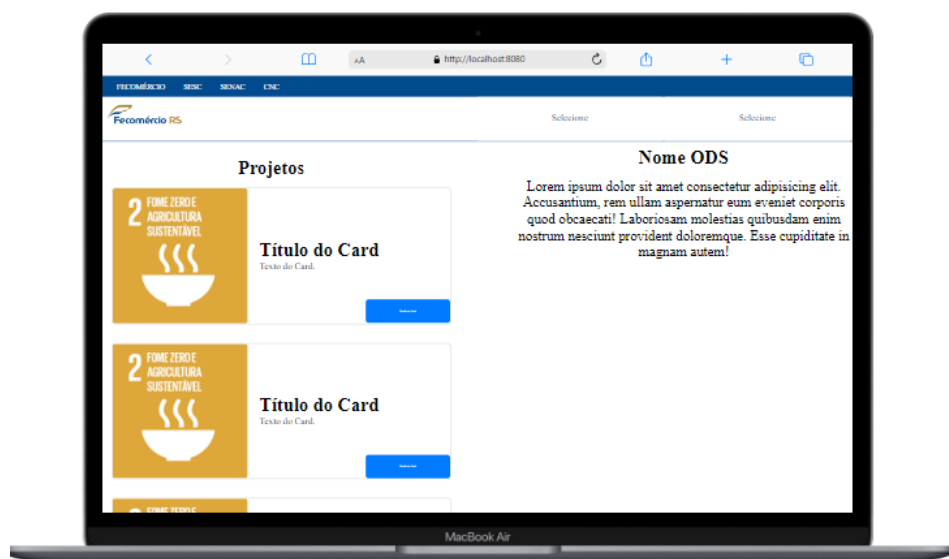 AA
http://localhost:8080
FECOMÉRCIO SESC SENAC CNC
Fecomércio RS
Selecione
Selecione
Projetos
2 FOME ZERO E
AGRICULTURA
SUSTENTÁVEL
Título do Card
Texto do Card.
2 FOME ZERO E
AGRICULTURA
SUSTENTÁVEL
Título do Card
Texto do Card.
FOME ZERO E
Nome ODS
Lorem ipsum dolor sit amet consectetur adipisicing elit.
Accusantium, rem ullam aspernatur eum eveniet corporis
quod obcaecati! Laboriosam molestias quibusdam enim
nostrum nesciunt provident doloremque. Esse cupiditate in
magnam autem!
MacBook Air